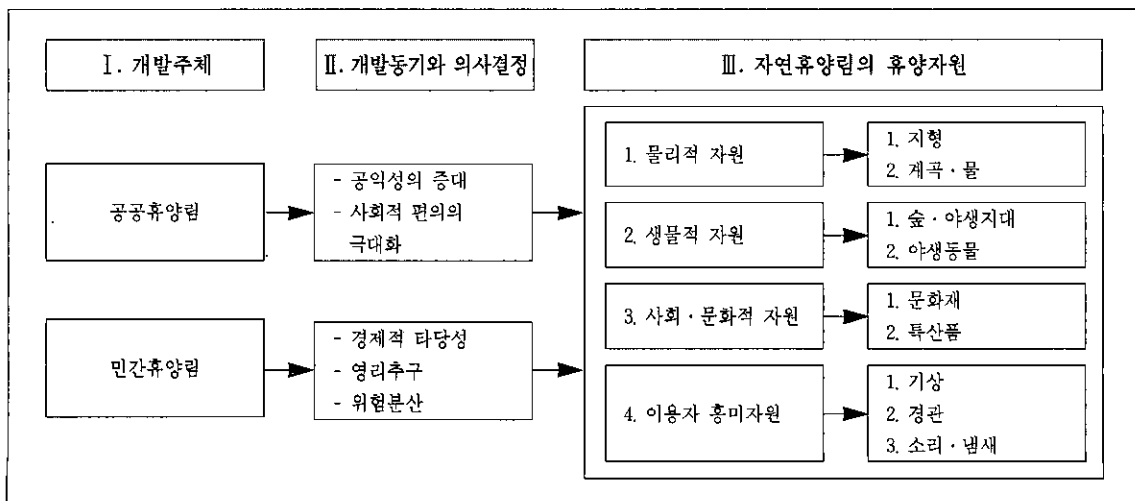 Ⅰ. 개발주체
Ⅱ. 개발동기와 의사결정
Ⅲ. 자연휴양림의 휴양자원
공공휴양림
- 공익성의 증대
- 사회적 편의의
극대화
민간휴양림
- 경제적 타당성
- 영리추구
- 위험분산
1. 물리적 자원
1. 지형
2. 계곡·물
2. 생물적 자원
1. 숲·야생지대
2. 야생동물
3. 사회·문화적 자원
1. 문화재
2. 특산품
4. 이용자 흥미자원
1. 기상
2. 경관
3. 소리·냄새